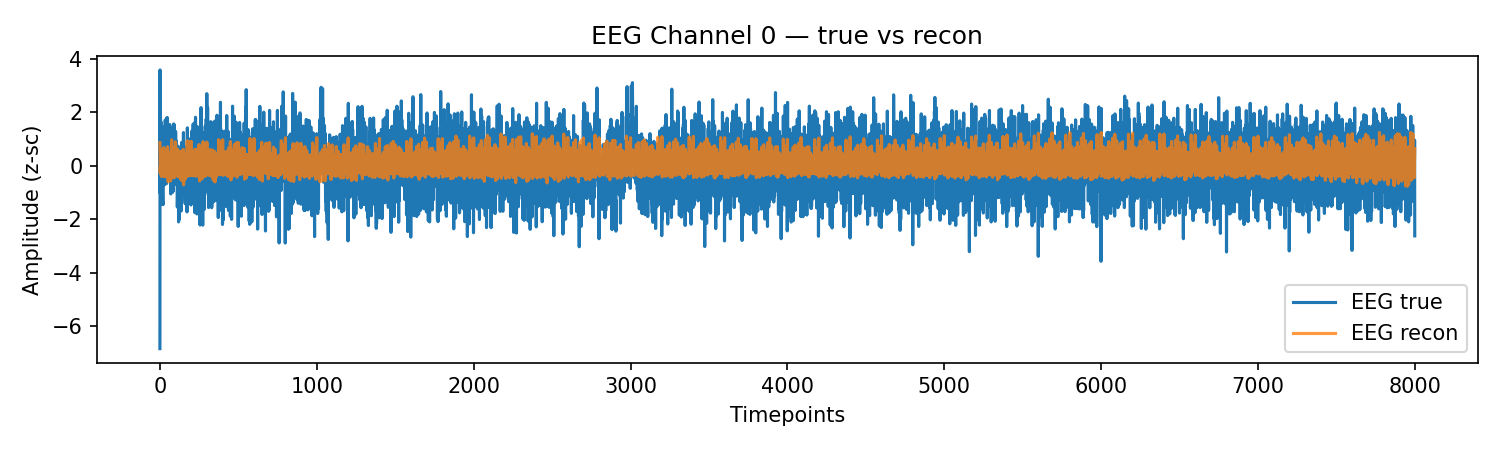 EEG Channel 0 — true vs recon
Amplitude (z-sc)
4
2
0
−2
−4
−6
0 1000 2000 3000 4000 5000 6000 7000 8000
Timepoints
EEG true
EEG recon